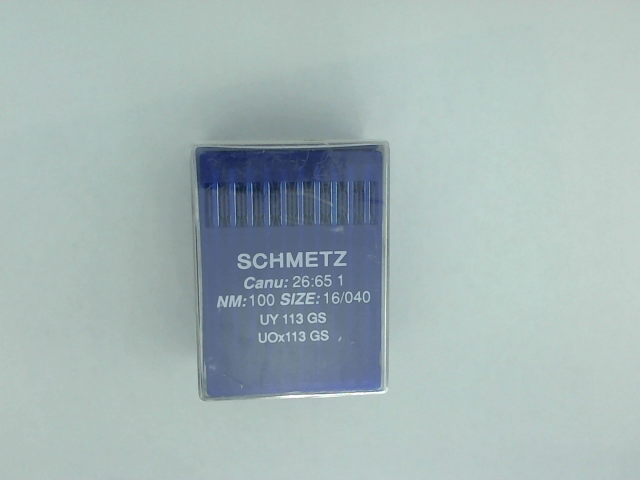 SCHMETZ
Canu: 26:65 1
NM:100 SIZE:16/040
UY 113 GS
UOx113 GS